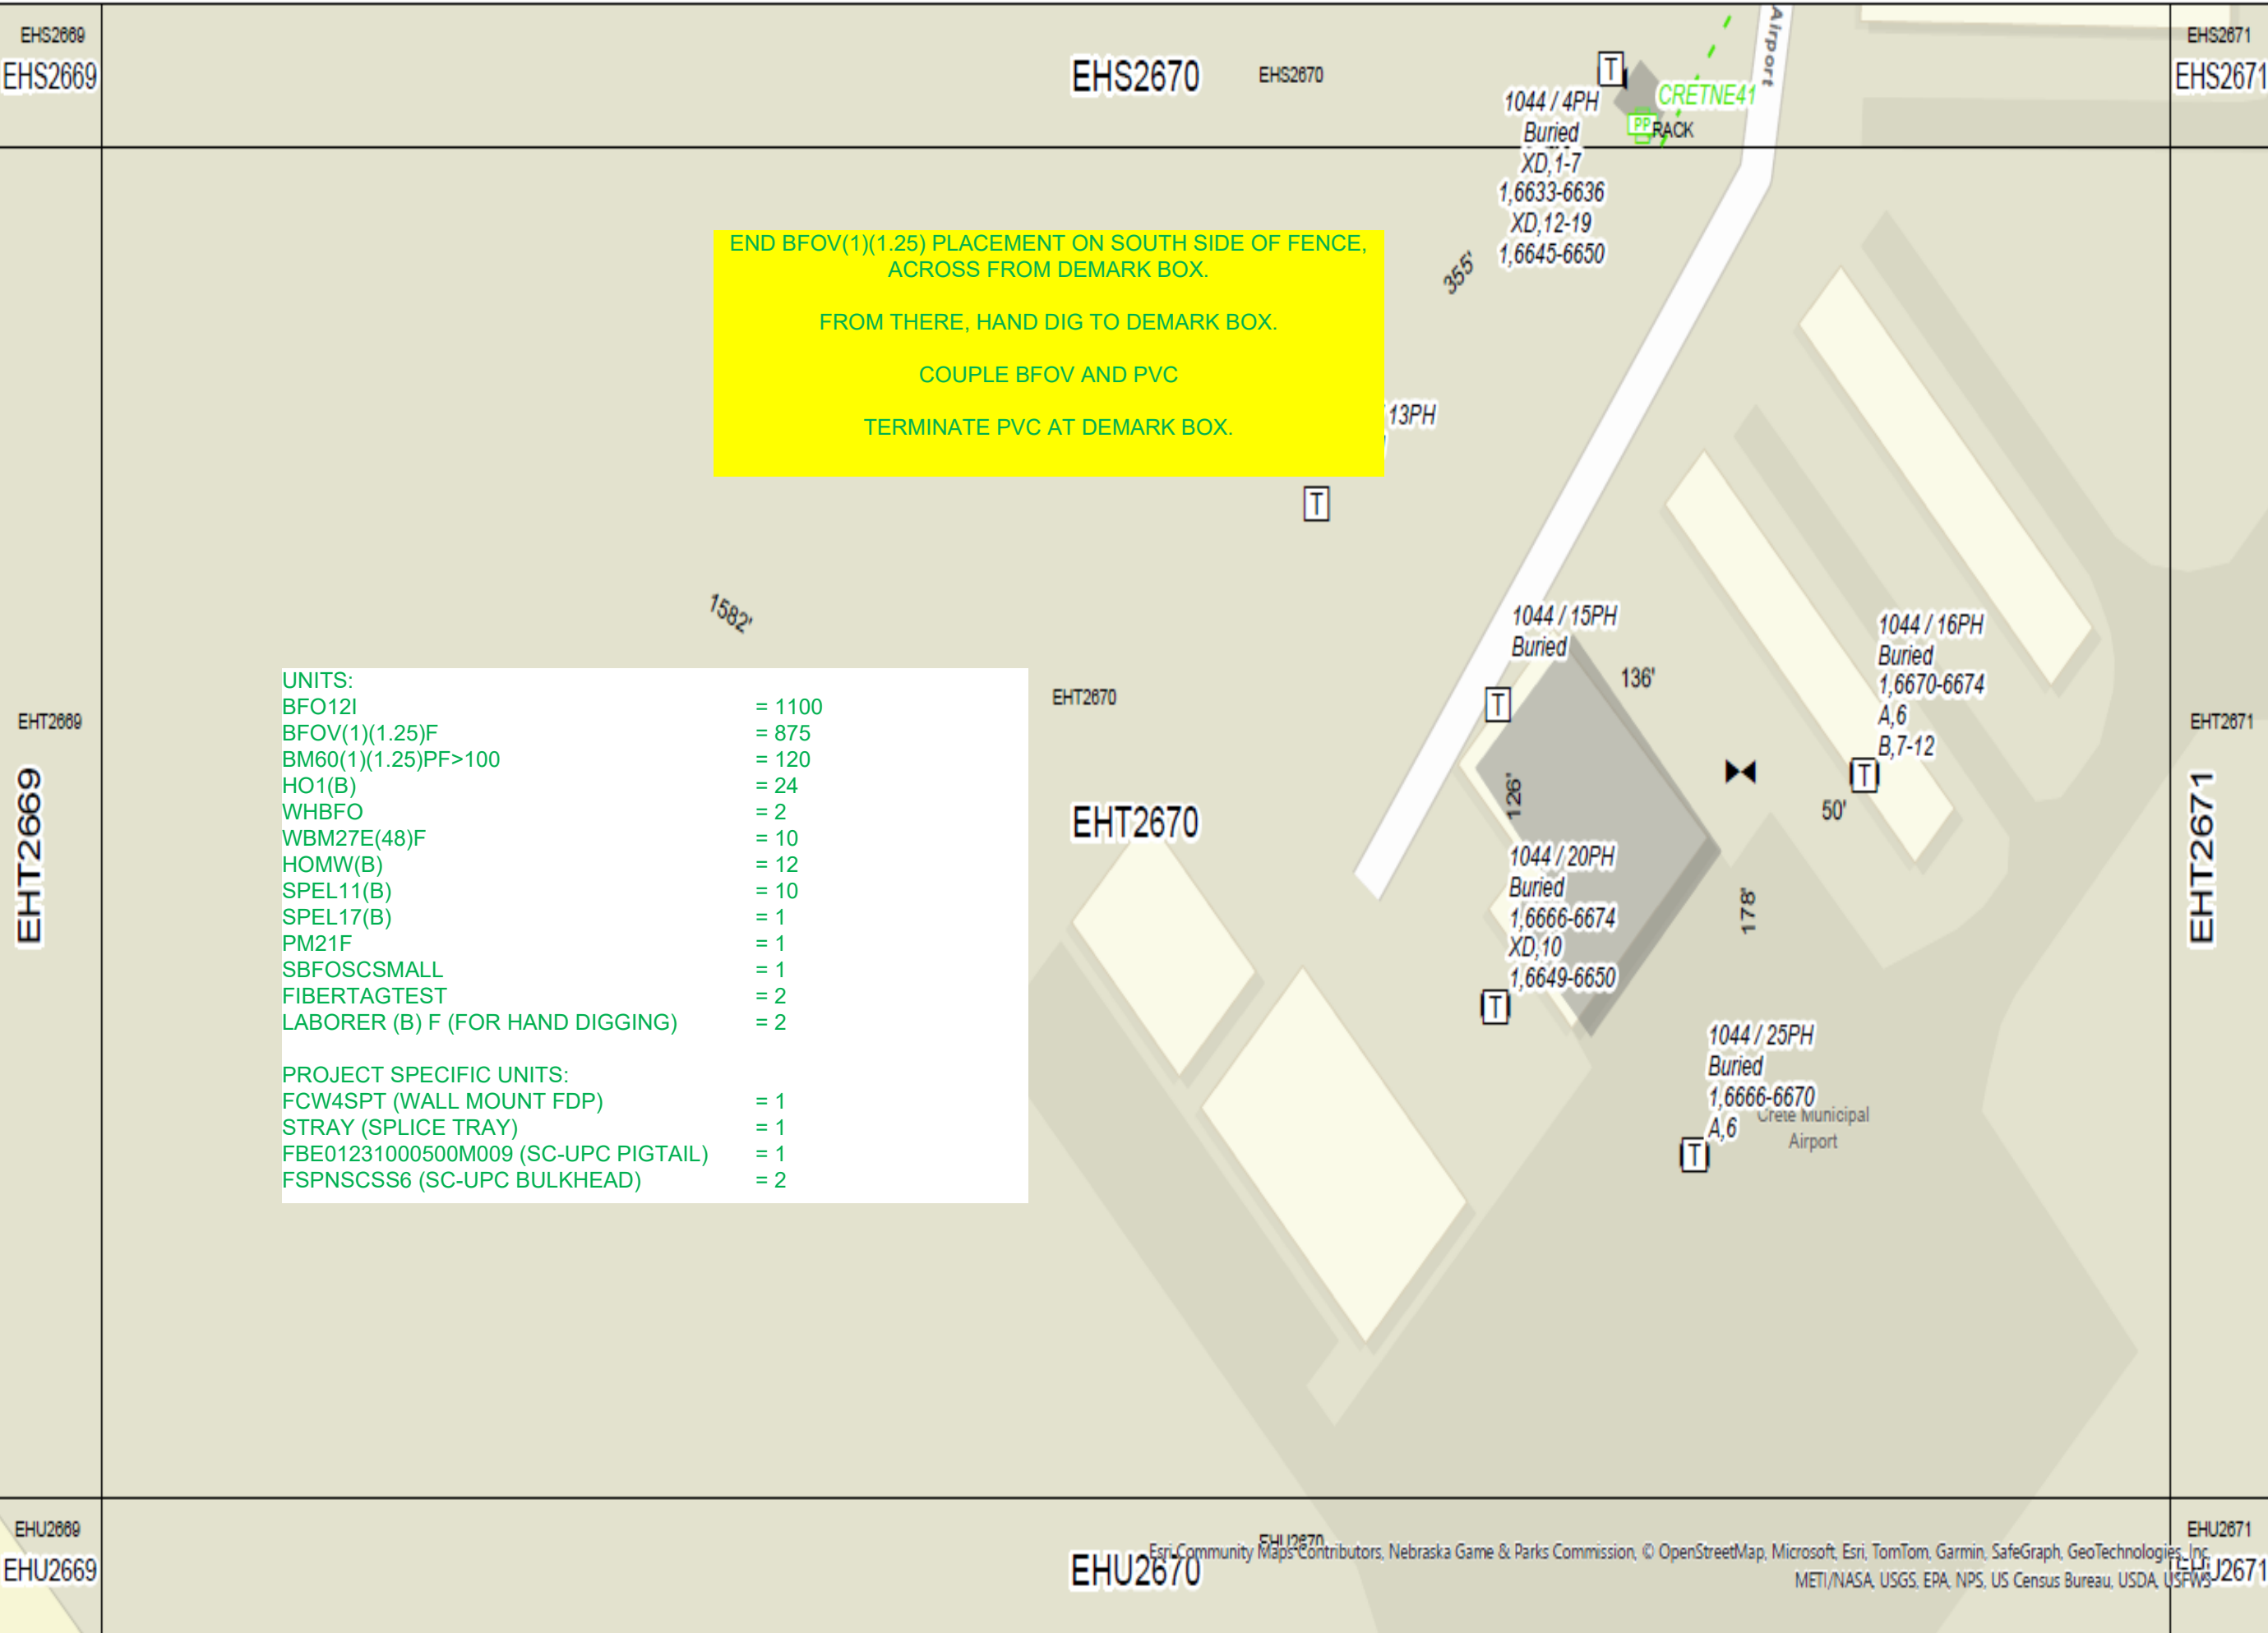 EHS2669
EHS2669
EHS2670
EHS2670
EHS2671
EHS2671
Airport
T
CRETNE41
PP
RACK
1044 / 4PH
Buried
XD,1-7
1,6633-6636
XD,12-19
1,6645-6650
355'
END BFOV(1)(1.25) PLACEMENT ON SOUTH SIDE OF FENCE,
ACROSS FROM DEMARK BOX.
FROM THERE, HAND DIG TO DEMARK BOX.
COUPLE BFOV AND PVC
TERMINATE PVC AT DEMARK BOX.
13PH
T
1582'
UNITS:
BFO12I = 1100
BFOV(1)(1.25)F = 875
BM60(1)(1.25)PF>100 = 120
HO1(B) = 24
WHBFO = 2
WBM27E(48)F = 10
HOMW(B) = 12
SPEL11(B) = 10
SPEL17(B) = 1
PM21F = 1
SBFOSCSMALL = 1
FIBERTAGTEST = 2
LABORER (B) F (FOR HAND DIGGING) = 2
PROJECT SPECIFIC UNITS:
FCW4SPT (WALL MOUNT FDP) = 1
STRAY (SPLICE TRAY) = 1
FBE01231000500M009 (SC-UPC PIGTAIL) = 1
FSPNSCSS6 (SC-UPC BULKHEAD) = 2
EHT2669
EHT2669
EHT2670
EHT2670
1044 / 15PH
Buried
T
136'
126'
1044 / 16PH
Buried
1,6670-6674
A,6
B,7-12
T
50'
178'
1044 / 20PH
Buried
1,6666-6674
XD,10
1,6649-6650
T
1044 / 25PH
Buried
1,6666-6670
A,6
T
Crete Municipal
Airport
EHT2671
EHT2671
EHU2669
EHU2669
EHU2670
EHU2670
EHU2671
EHU2671
Esri Community Maps Contributors, Nebraska Game & Parks Commission, © OpenStreetMap, Microsoft, Esri, TomTom, Garmin, SafeGraph, GeoTechnologies, Inc,
METI/NASA, USGS, EPA, NPS, US Census Bureau, USDA, USFWS